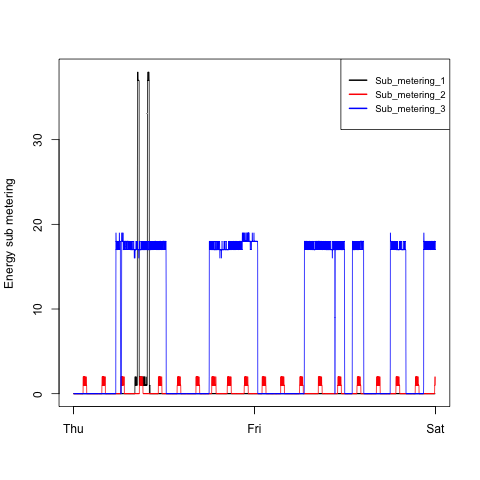 Sub_metering_1
Sub_metering_2
Sub_metering_3
Energy sub metering
30
20
10
0
Thu
Fri
Sat